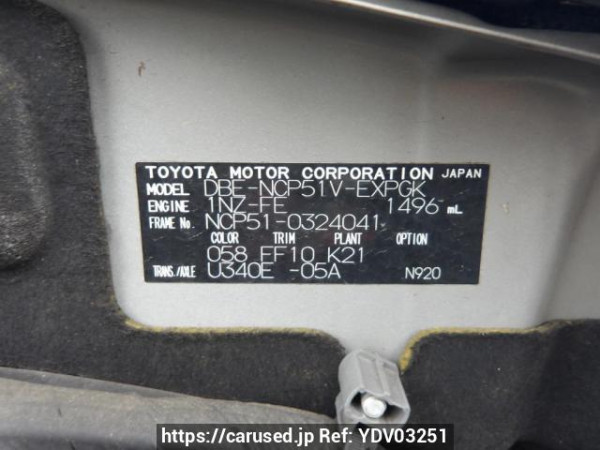 TOYOTA MOTOR CORPORATION JAPAN
MODEL DBE-NCP51V-EXPGK
ENGINE 1NZ-FE 1496 mL
FRAME No. NCP51-0324041
COLOR TRIM PLANT OPTION
058 FF10 K21
TRANS./AXLE U340E -05A N920
https://carused.jp Ref: YDV03251